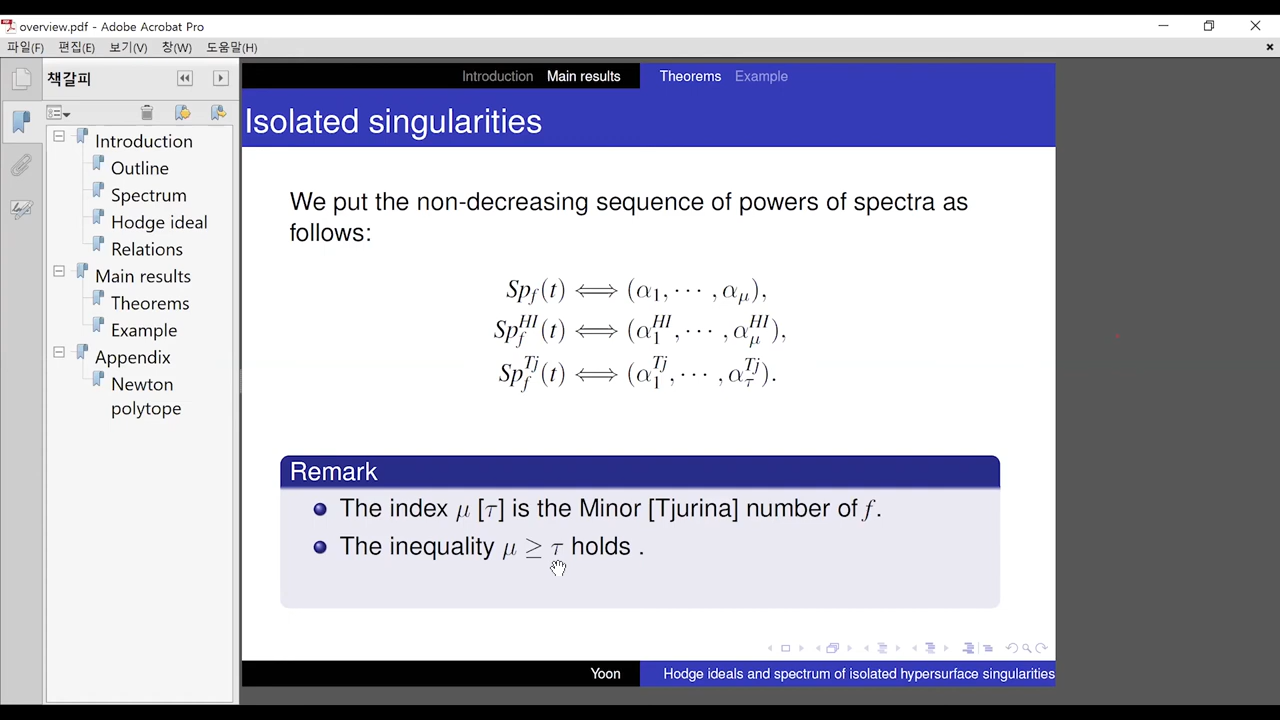 overview.pdf - Adobe Acrobat Pro
파일(F) 편집(E) 보기(V) 창(W) 도움말(H)
책갈피
Introduction
Outline
Spectrum
Hodge ideal
Relations
Main results
Theorems
Example
Appendix
Newton
polytope
Introduction Main results Theorems Example
Isolated singularities
We put the non-decreasing sequence of powers of spectra as
follows:
Sp_f(t) ⟺ (α_1, ⋯ , α_μ),
Sp_f^{HI}(t) ⟺ (α_1^{HI}, ⋯ , α_μ^{HI}),
Sp_f^{Tj}(t) ⟺ (α_1^{Tj}, ⋯ , α_τ^{Tj}).
Remark
The index μ [τ] is the Minor [Tjurina] number of f.
The inequality μ ≥ τ holds .
Yoon Hodge ideals and spectrum of isolated hypersurface singularities